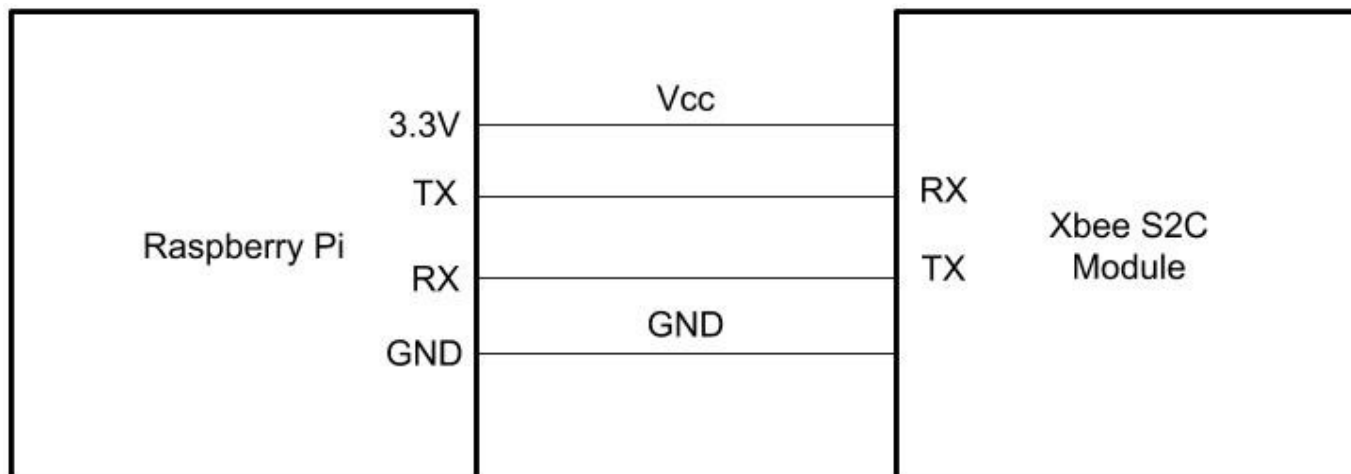 Vcc
3.3V
TX
RX
Raspberry Pi
Xbee S2C
Module
RX
TX
GND
GND